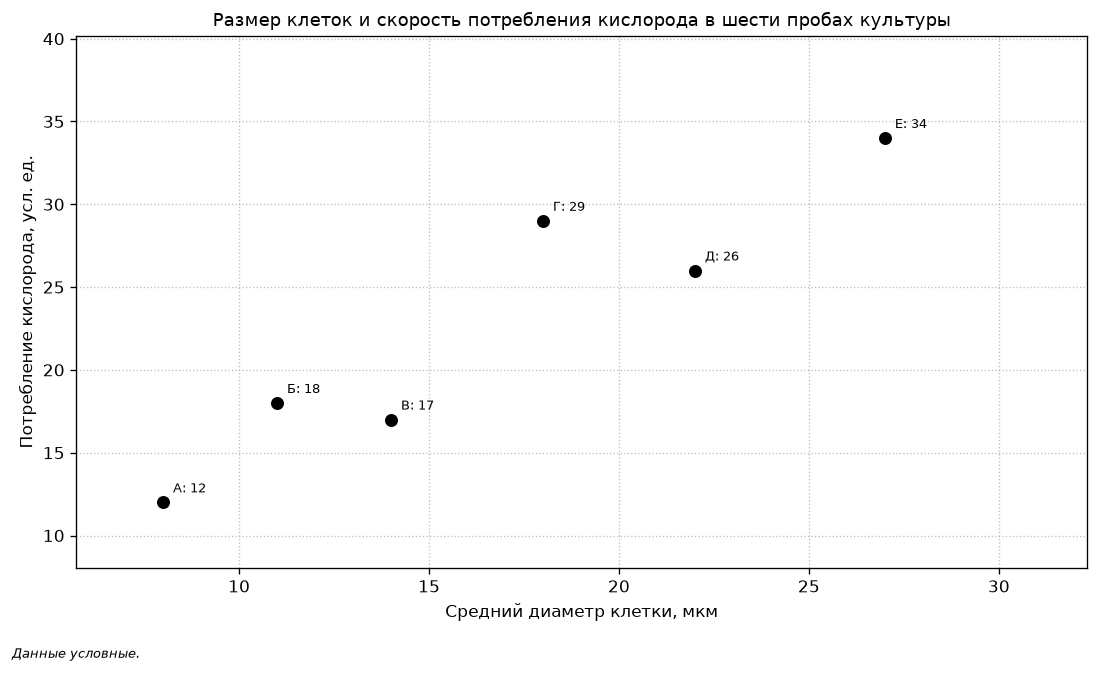 Размер клеток и скорость потребления кислорода в шести пробах культуры
Потребление кислорода, усл. ед.
40
35
30
25
20
15
10
Е: 34
Г: 29
Д: 26
Б: 18
В: 17
А: 12
10
15
20
25
30
Средний диаметр клетки, мкм
Данные условные.